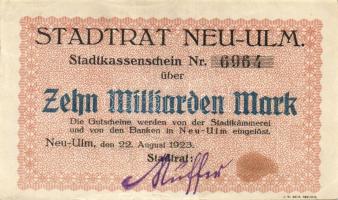 STADTRAT NEU-ULM.
Stadtkassenschein Nr. 6964
über
Zehn Milliarden Mark
Die Gutscheine werden von der Stadtkämmerei
und von den Banken in Neu-Ulm eingelöst.
Neu-Ulm, den 22. August 1923.
Stadtrat: